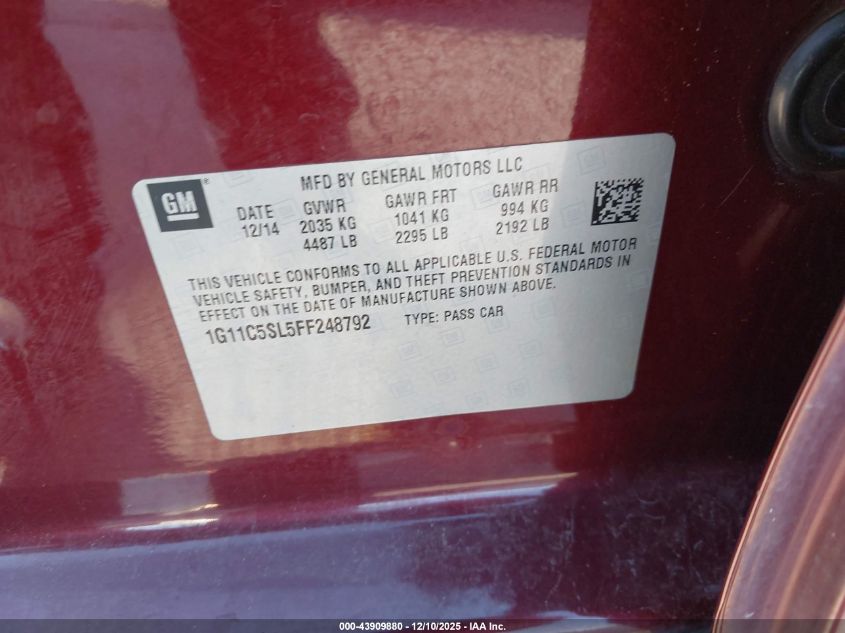 MFD BY GENERAL MOTORS LLC
GM®
DATE GVWR GAWR FRT GAWR RR
12/14 2035 KG 1041 KG 994 KG
4487 LB 2295 LB 2192 LB
THIS VEHICLE CONFORMS TO ALL APPLICABLE U.S. FEDERAL MOTOR
VEHICLE SAFETY, BUMPER, AND THEFT PREVENTION STANDARDS IN
EFFECT ON THE DATE OF MANUFACTURE SHOWN ABOVE.
1G11C5SL5FF248792 TYPE: PASS CAR
000-43909880 - 12/10/2025 - IAA Inc.